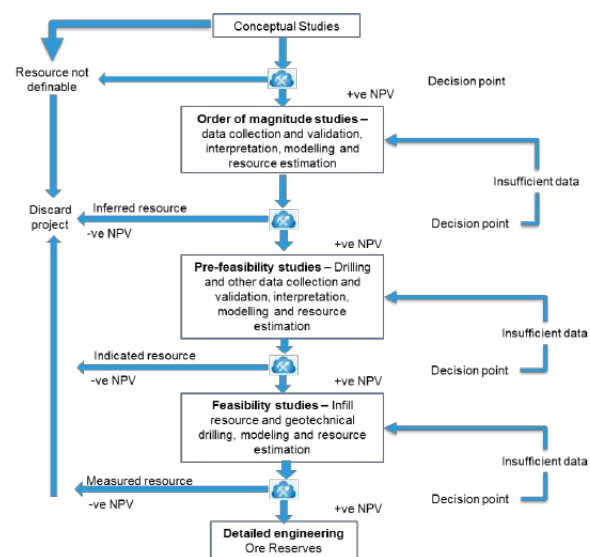 Conceptual Studies
Resource not
definable
+ve NPV
Decision point
Order of magnitude studies –
data collection and validation,
interpretation, modelling and
resource estimation
Insufficient data
Discard
project
Inferred resource
-ve NPV
Decision point
+ve NPV
Pre-feasibility studies – Drilling
and other data collection and
validation, interpretation,
modelling and resource
estimation
Insufficient data
Indicated resource
-ve NPV
Decision point
+ve NPV
Feasibility studies – Infill
resource and geotechnical
drilling, modeling and resource
estimation
Insufficient data
Measured resource
-ve NPV
Decision point
+ve NPV
Detailed engineering
Ore Reserves